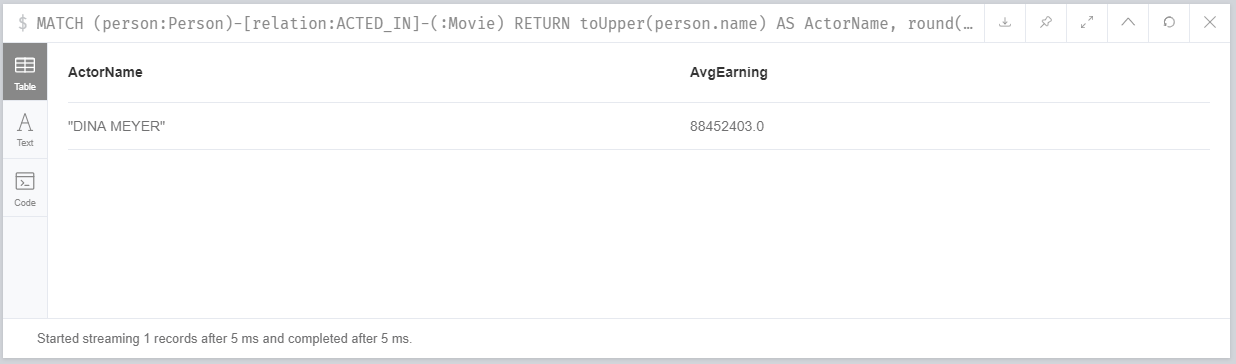 $ MATCH (person:Person)-[relation:ACTED_IN]-(:Movie) RETURN toUpper(person.name) AS ActorName, round(…
Table
Text
Code
ActorName AvgEarning
"DINA MEYER" 88452403.0
Started streaming 1 records after 5 ms and completed after 5 ms.